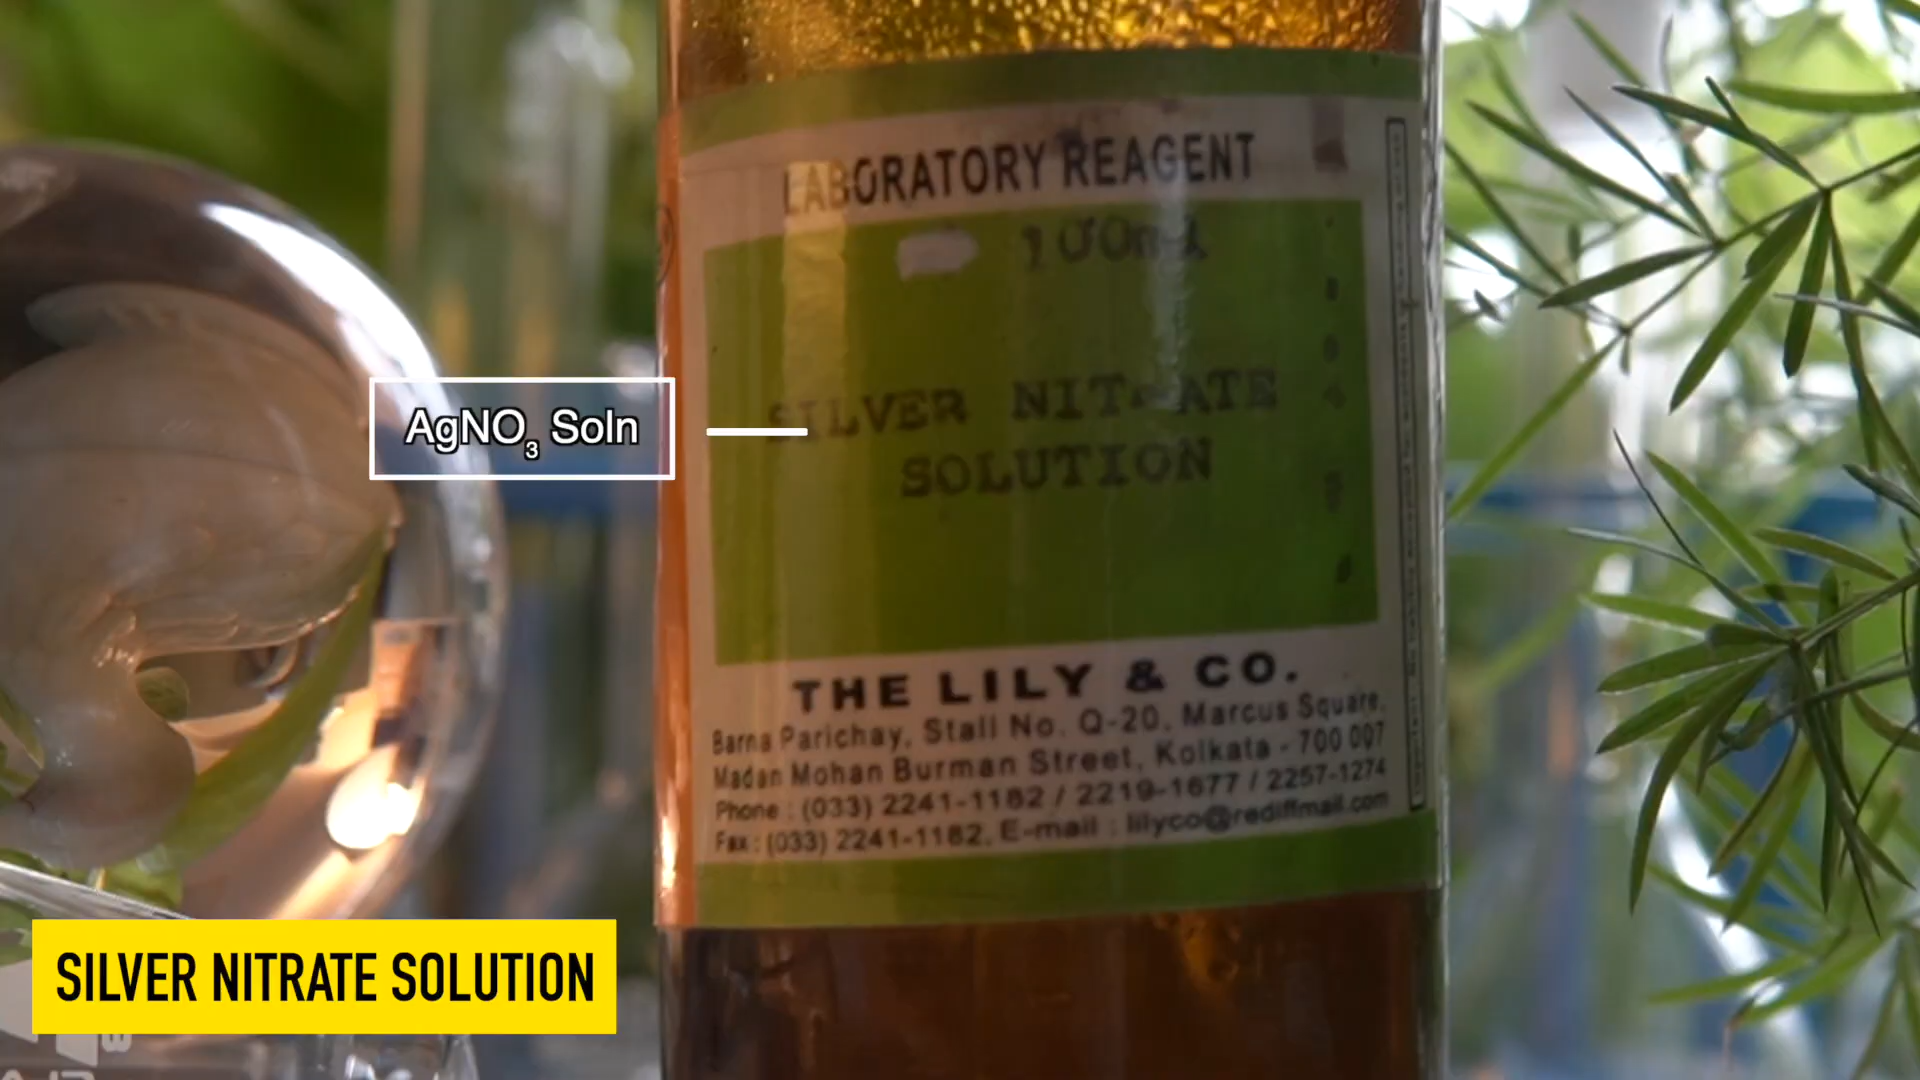 LABORATORY REAGENT
100ml
SILVER NITRATE
SOLUTION
AgNO₃ Soln
THE LILY & CO.
Barna Parichay, Stall No. Q-20, Marcus Square,
Madan Mohan Burman Street, Kolkata - 700 007
Phone : (033) 2241-1182 / 2219-1677 / 2257-1274
Fax : (033) 2241-1182, E-mail : lilyco@rediffmail.com
SILVER NITRATE SOLUTION